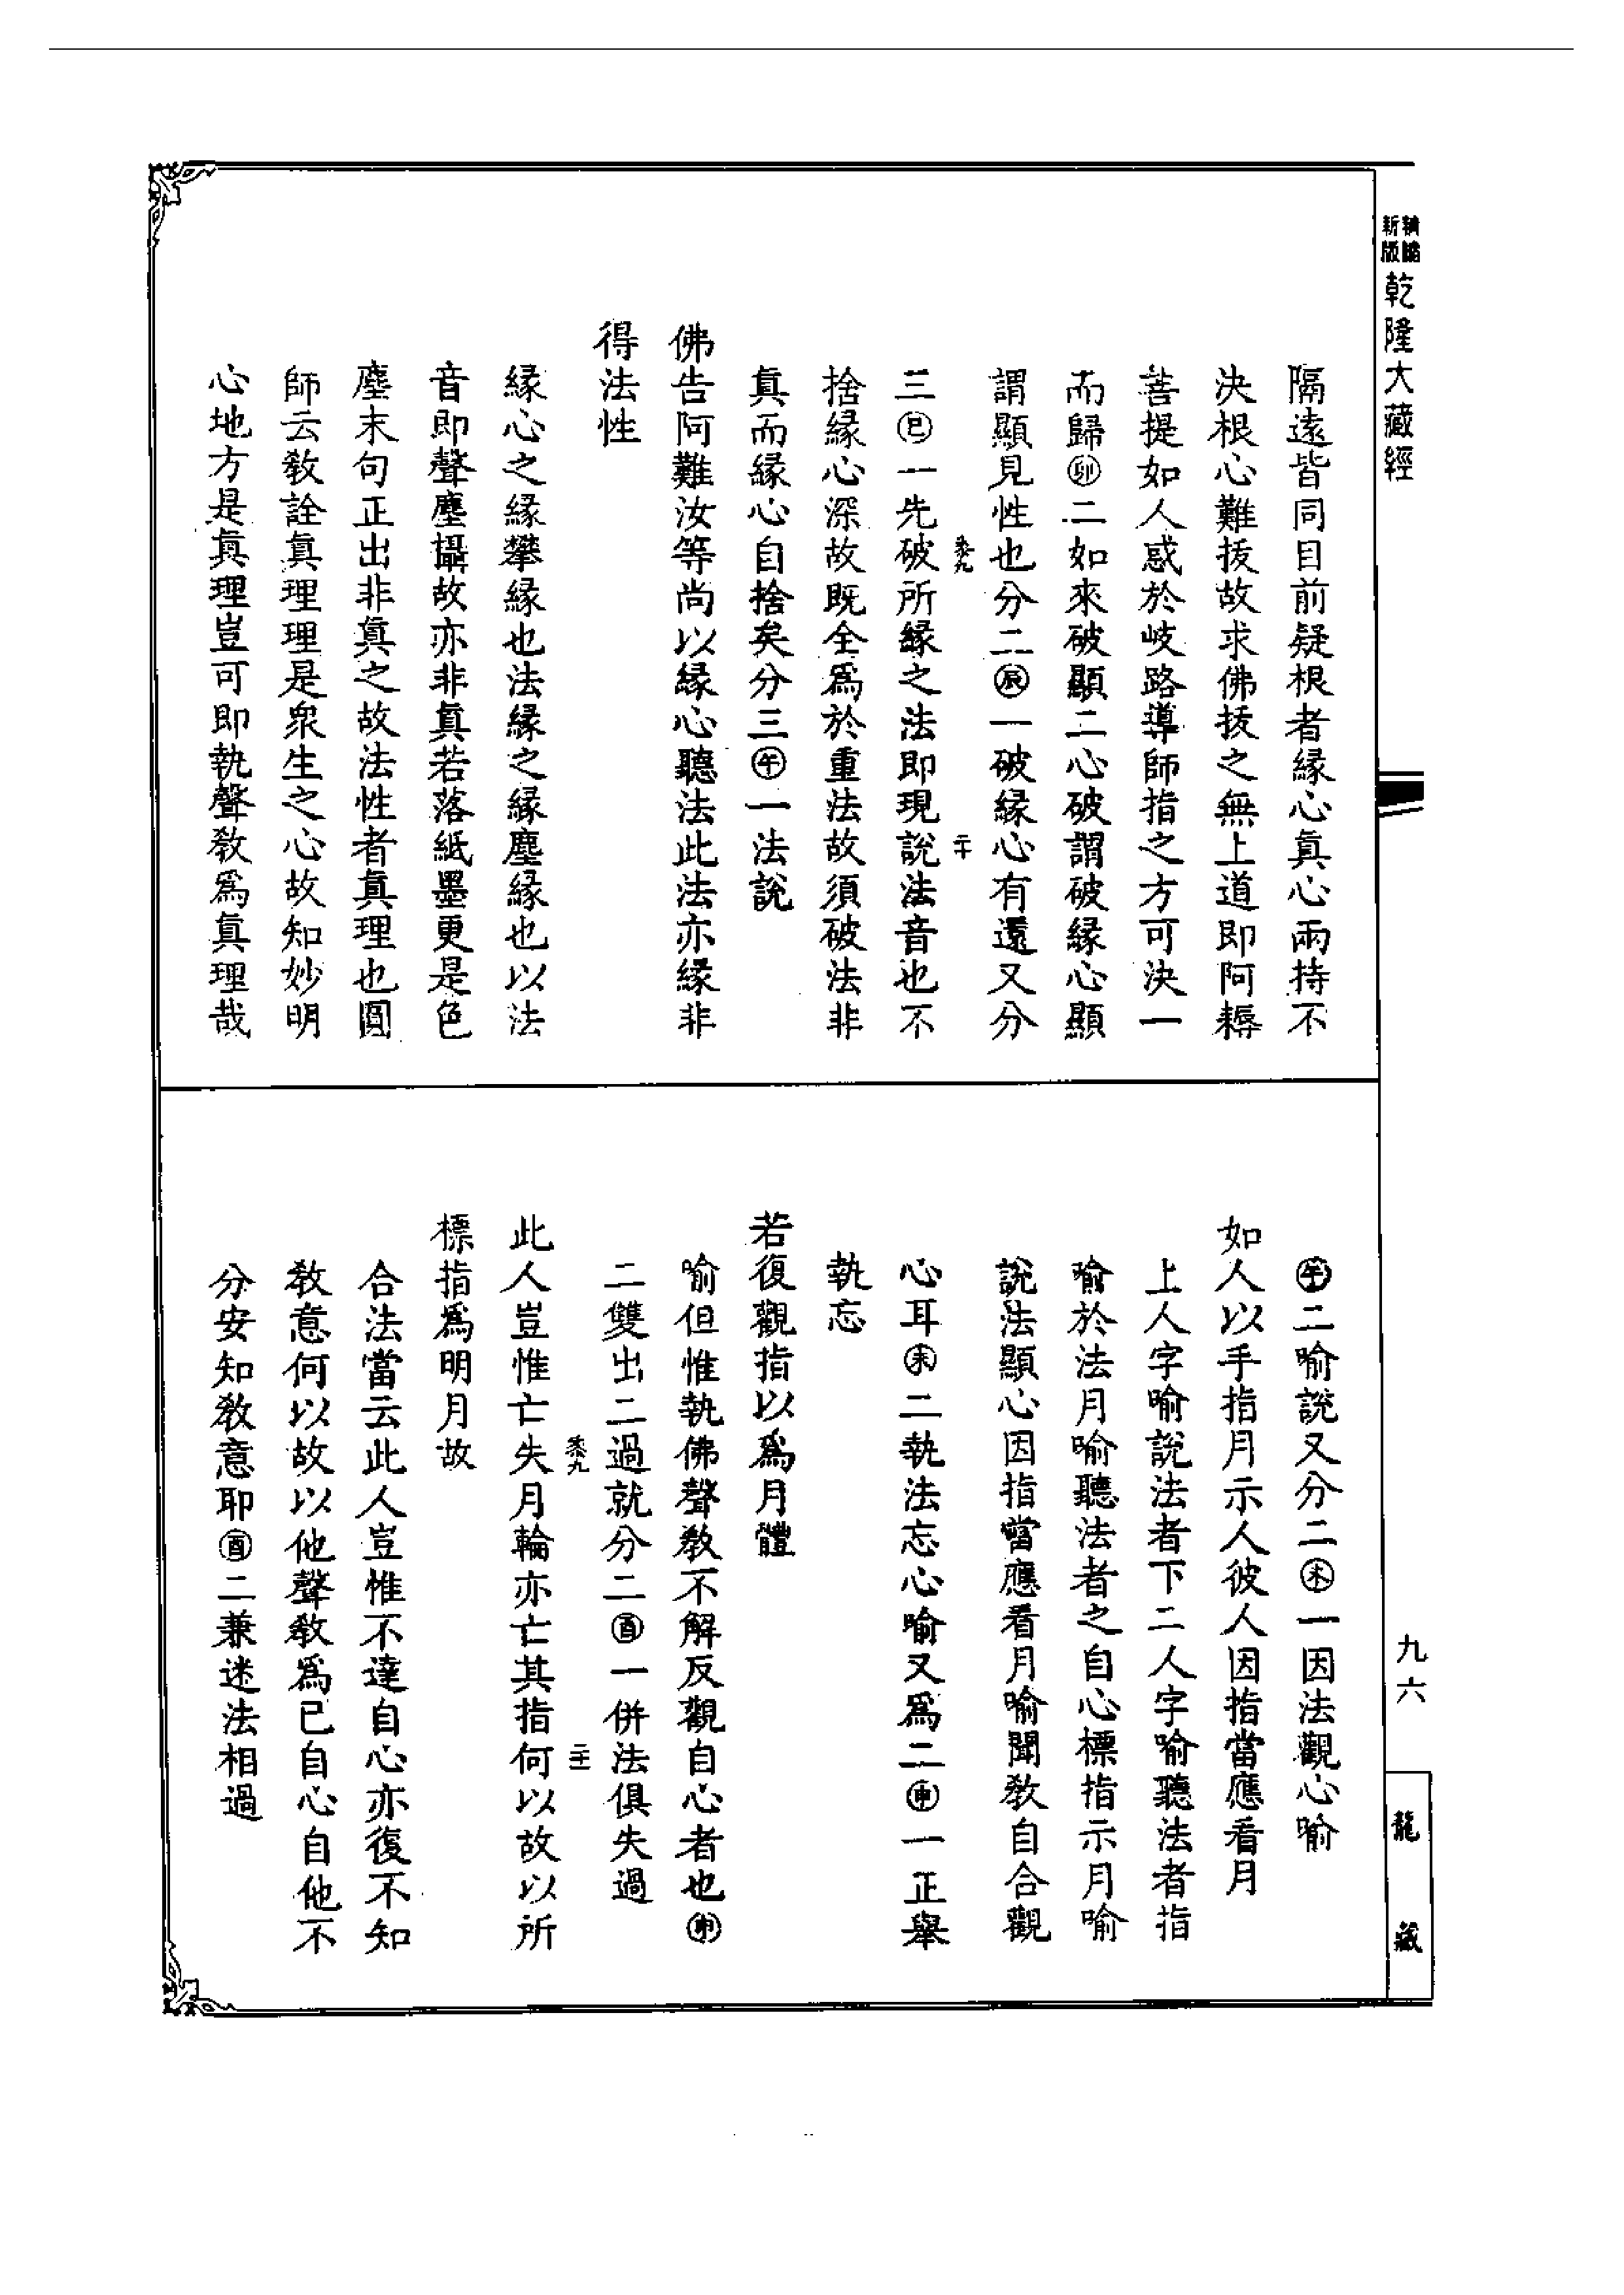 新版精縮乾隆大藏經
隔遠皆同目前疑根者緣心真心兩持不
決根心難拔故求佛拔之無上道即阿耨
菩提如人惑於岐路導師指之方可決一
而歸㊞二如來破顯二心破謂破緣心顯
謂顯見性也分二㊞一破緣心有還又分
三㊞一先破所緣之法即現說法音也不
捨緣心深故既全爲於重法故須破法非
真而緣心自捨矣分三㊞一法說
佛告阿難汝等尚以緣心聽法此法亦緣非
得法性
緣心之緣攀緣也法緣之緣塵緣也以法
音即聲塵攝故亦非真若落紙墨更是色
塵末句正出非真之故法性者真理也圓
師云教詮真理理是衆生之心故知妙明
心地方是真理豈可即執聲教爲真理哉
九六
龍藏
午二喻說又分二未一因法觀心喻
如人以手指月示人彼人因指當應看月
上人字喻說法者下二人字喻聽法者指
喻於法月喻聽法者之自心標指示月喻
說法顯心因指當應看月喻聞教自合觀
心耳未二執法忘心喻又爲二申一正舉
執忘
若復觀指以爲月體
喻但惟執佛聲教不解反觀自心者也申
二雙出二過就分二酉一併法俱失過
此人豈惟亡失月輪亦亡其指何以故以所
標指爲明月故
合法當云此人豈惟不達自心亦復不知
教意何以故以他聲教爲已自心自他不
分安知教意耶酉二兼迷法相過